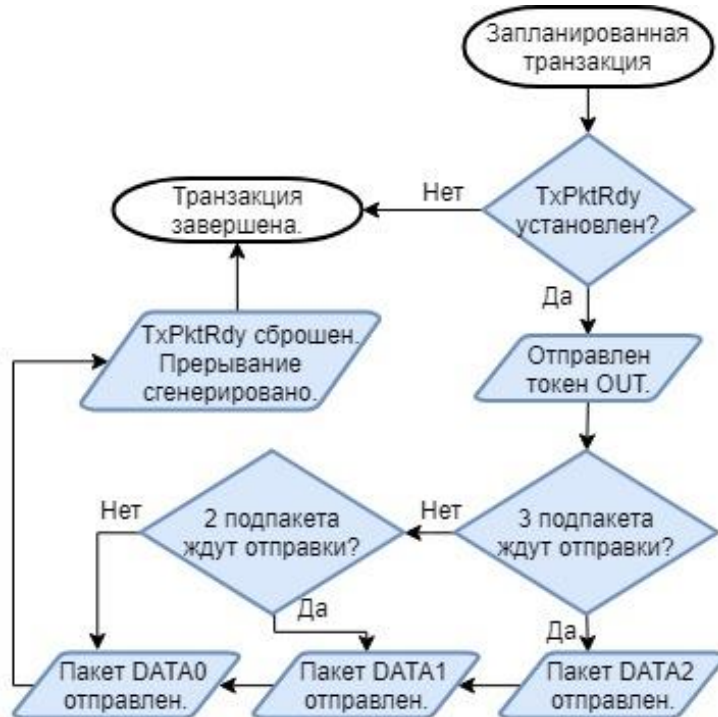 Запланированная
транзакция
TxPktRdy
установлен?
Нет
Транзакция
завершена.
Да
TxPktRdy сброшен.
Прерывание
сгенерировано.
Отправлен
токен OUT.
3 подпакета
ждут отправки?
Нет
2 подпакета
ждут отправки?
Нет
Да
Да
Пакет DATA0
отправлен.
Пакет DATA1
отправлен.
Пакет DATA2
отправлен.